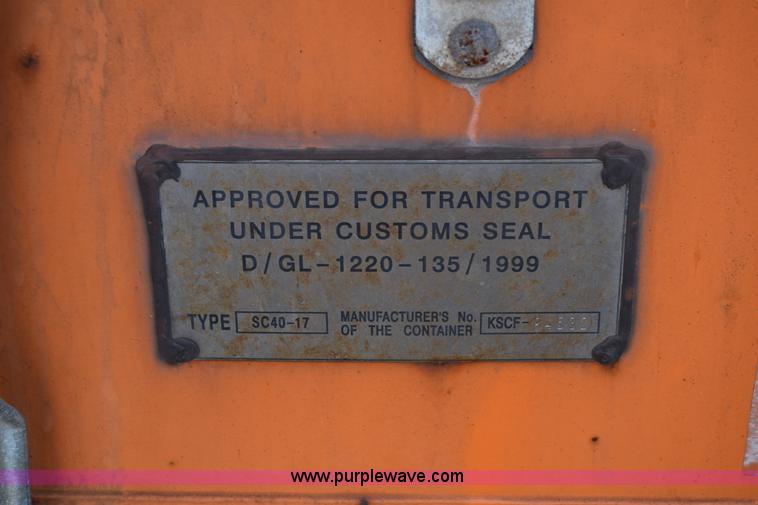 APPROVED FOR TRANSPORT
UNDER CUSTOMS SEAL
D/GL-1220-135/1999
TYPE SC40-17 MANUFACTURER'S No. OF THE CONTAINER KSCF-
www.purplewave.com